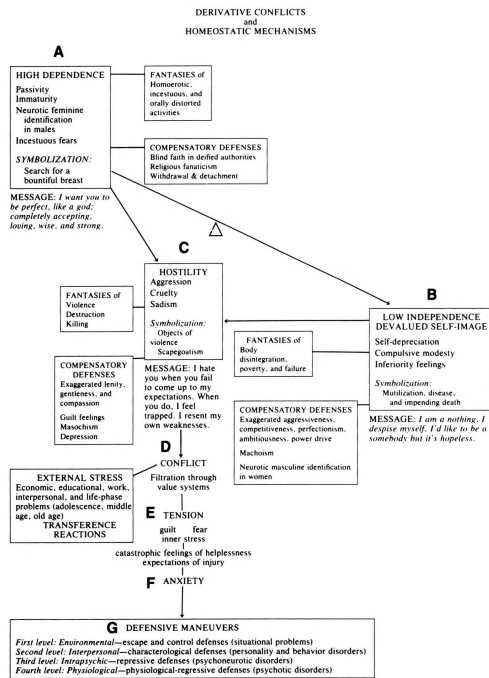 DERIVATIVE CONFLICTS
and
HOMEOSTATIC MECHANISMS
A
HIGH DEPENDENCE
Passivity
Immaturity
Neurotic feminine
identification
in males
Incestuous fears
SYMBOLIZATION:
Search for a
bountiful breast
MESSAGE: I want you to
be perfect, like a god;
completely accepting,
loving, wise, and strong.
FANTASIES of
Homoerotic,
incestuous, and
orally distorted
activities
COMPENSATORY DEFENSES
Blind faith in deified authorities
Religious fanaticism
Withdrawal & detachment
Δ
C
HOSTILITY
Aggression
Cruelty
Sadism
Symbolization:
Objects of
violence
Scapegoatism
MESSAGE: I hate
you when you fail
to come up to my
expectations. When
you do, I feel
trapped. I resent my
own weaknesses.
FANTASIES of
Violence
Destruction
Killing
COMPENSATORY
DEFENSES
Exaggerated lenity,
gentleness, and
compassion
Guilt feelings
Masochism
Depression
B
LOW INDEPENDENCE
DEVALUED SELF-IMAGE
Self-depreciation
Compulsive modesty
Inferiority feelings
Symbolization:
Mutilization, disease,
and impending death
MESSAGE: I am a nothing. I
despise myself. I'd like to be a
somebody but it's hopeless.
FANTASIES of
Body
disintegration,
poverty, and failure
COMPENSATORY DEFENSES
Exaggerated aggressiveness,
competitiveness, perfectionism,
ambitiousness, power drive
Machoism
Neurotic masculine identification
in women
D
CONFLICT
Filtration through
value systems
EXTERNAL STRESS
Economic, educational, work,
interpersonal, and life-phase
problems (adolescence, middle
age, old age)
TRANSFERENCE
REACTIONS
E TENSION
guilt fear
inner stress
catastrophic feelings of helplessness
expectations of injury
F ANXIETY
G DEFENSIVE MANEUVERS
First level: Environmental—escape and control defenses (situational problems)
Second level: Interpersonal—characterological defenses (personality and behavior disorders)
Third level: Intrapsychic—repressive defenses (psychoneurotic disorders)
Fourth level: Physiological—physiological-regressive defenses (psychotic disorders)